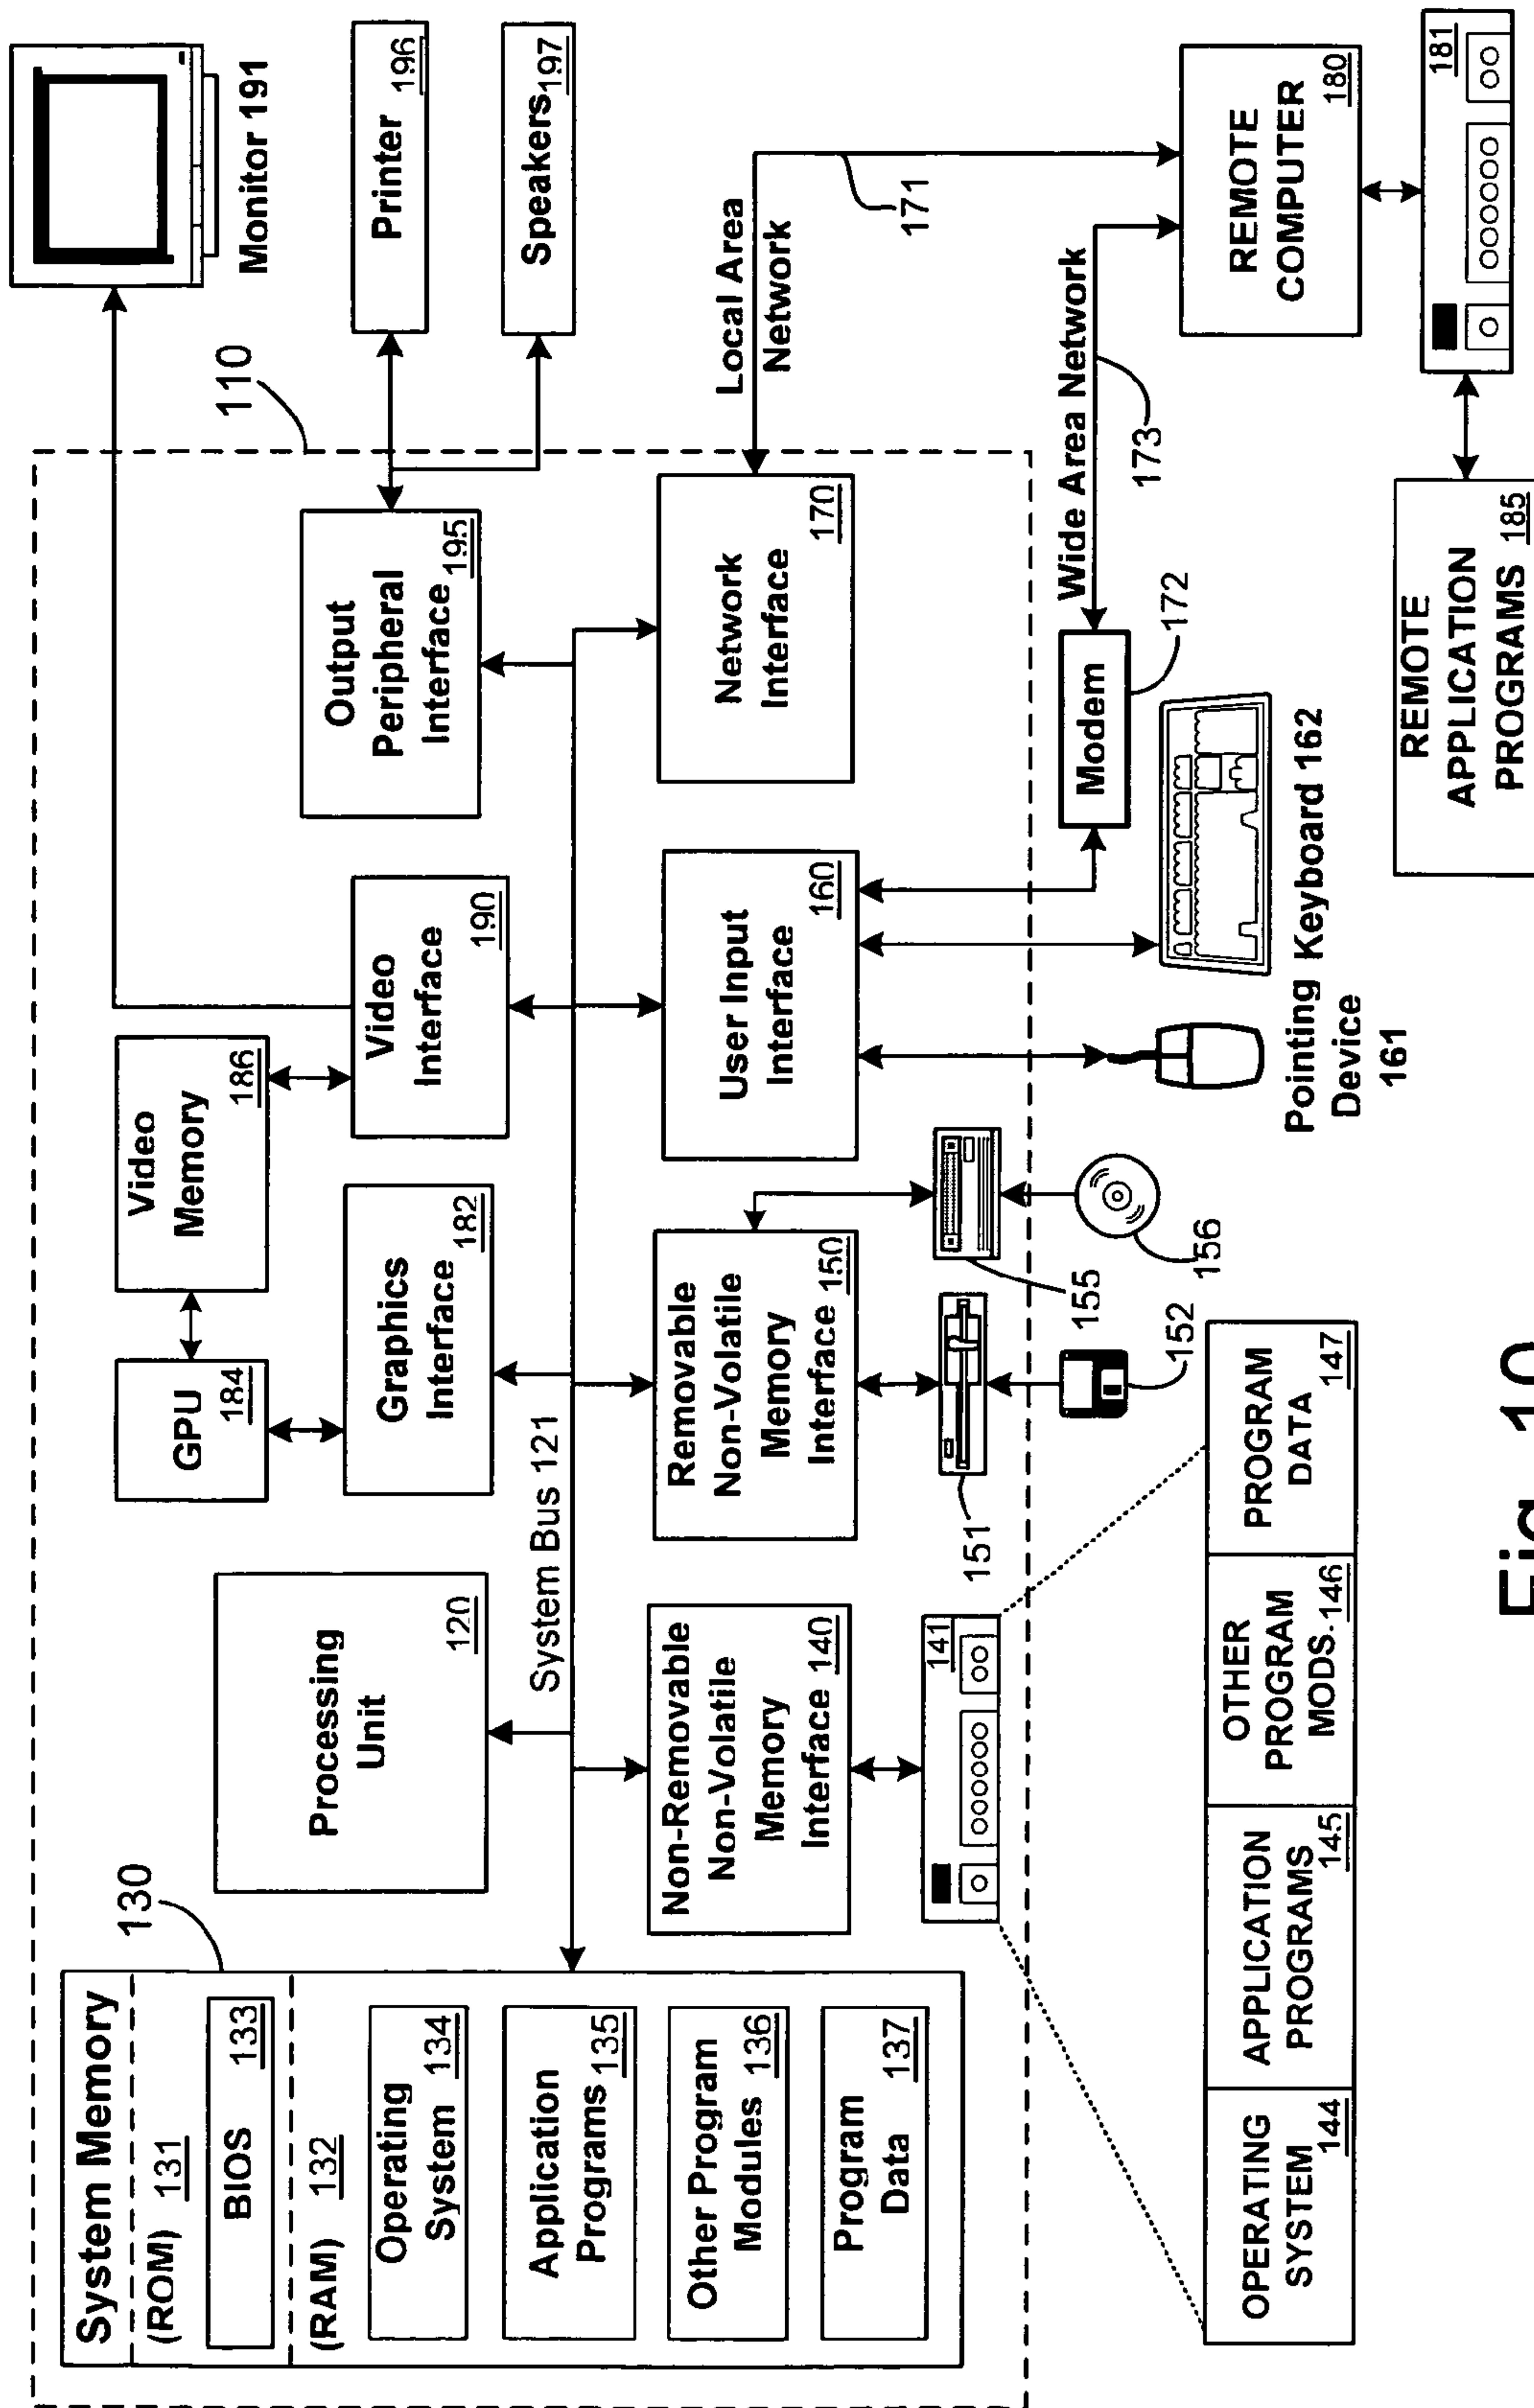 System Memory
130
(ROM) 131
BIOS 133
(RAM) 132
Operating
System 134
Application
Programs 135
Other Program
Modules 136
Program
Data 137
Processing
Unit
120
GPU
184
Video
Memory
186
Graphics
Interface
182
Video
Interface
190
Output
Peripheral
Interface 195
110
Monitor 191
Printer
196
Speakers 197
System Bus 121
Non-Removable
Non-Volatile
Memory
Interface 140
Removable
Non-Volatile
Memory
Interface 150
User Input
Interface
160
Network
Interface
170
Local Area
Network
171
141
151
155
152
156
Modem
172
Wide Area Network
173
Pointing
Device
161
Keyboard 162
REMOTE
COMPUTER
180
181
REMOTE
APPLICATION
PROGRAMS 185
OPERATING
SYSTEM
144
APPLICATION
PROGRAMS
145
OTHER
PROGRAM
MODS. 146
PROGRAM
DATA
147
Fig. 10